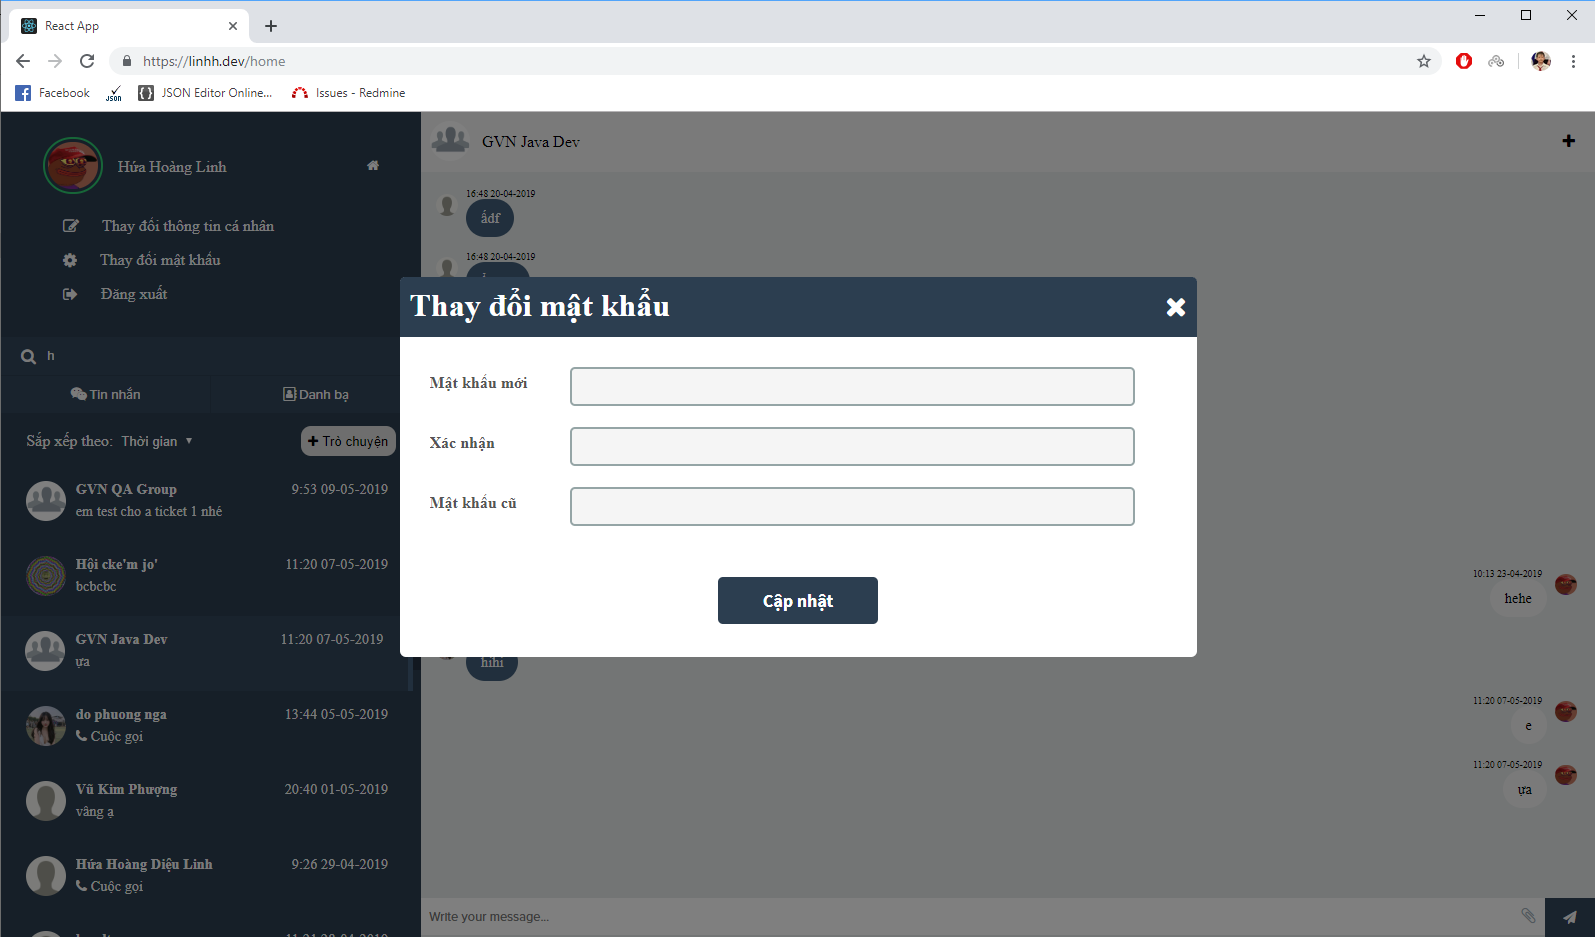 React App
https://linhh.dev/home
Facebook
JSON
JSON Editor Online...
Issues - Redmine
Hứa Hoàng Linh
Thay đổi thông tin cá nhân
Thay đổi mật khẩu
Đăng xuất
h
Tin nhắn
Danh bạ
Sắp xếp theo: Thời gian
Trò chuyện
GVN QA Group
9:53 09-05-2019
em test cho a ticket 1 nhé
Hội cke'm jo'
11:20 07-05-2019
bcbcbc
GVN Java Dev
11:20 07-05-2019
ựa
do phuong nga
13:44 05-05-2019
Cuộc gọi
Vũ Kim Phượng
20:40 01-05-2019
vâng ạ
Hứa Hoàng Diệu Linh
9:26 29-04-2019
Cuộc gọi
GVN Java Dev
16:48 20-04-2019
ấdf
16:48 20-04-2019
Thay đổi mật khẩu
Mật khẩu mới
Xác nhận
Mật khẩu cũ
Cập nhật
10:13 23-04-2019
hehe
hihi
11:20 07-05-2019
e
11:20 07-05-2019
ựa
Write your message...